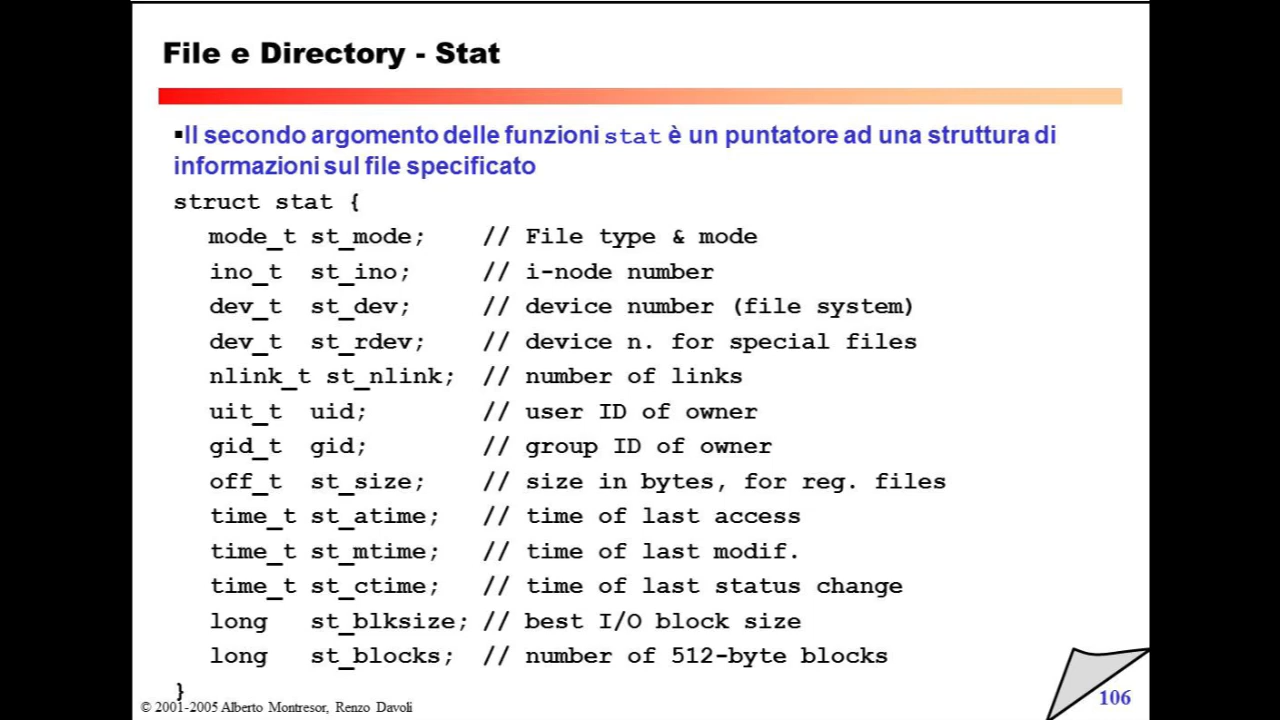 File e Directory - Stat
▪Il secondo argomento delle funzioni stat è un puntatore ad una struttura di
informazioni sul file specificato
struct stat {
mode_t st_mode; // File type & mode
ino_t st_ino; // i-node number
dev_t st_dev; // device number (file system)
dev_t st_rdev; // device n. for special files
nlink_t st_nlink; // number of links
uit_t uid; // user ID of owner
gid_t gid; // group ID of owner
off_t st_size; // size in bytes, for reg. files
time_t st_atime; // time of last access
time_t st_mtime; // time of last modif.
time_t st_ctime; // time of last status change
long st_blksize; // best I/O block size
long st_blocks; // number of 512-byte blocks
}
© 2001-2005 Alberto Montresor, Renzo Davoli
106